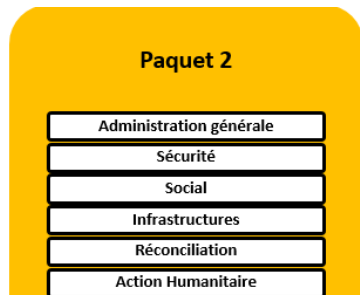 Paquet 2
Administration générale
Sécurité
Social
Infrastructures
Réconciliation
Action Humanitaire